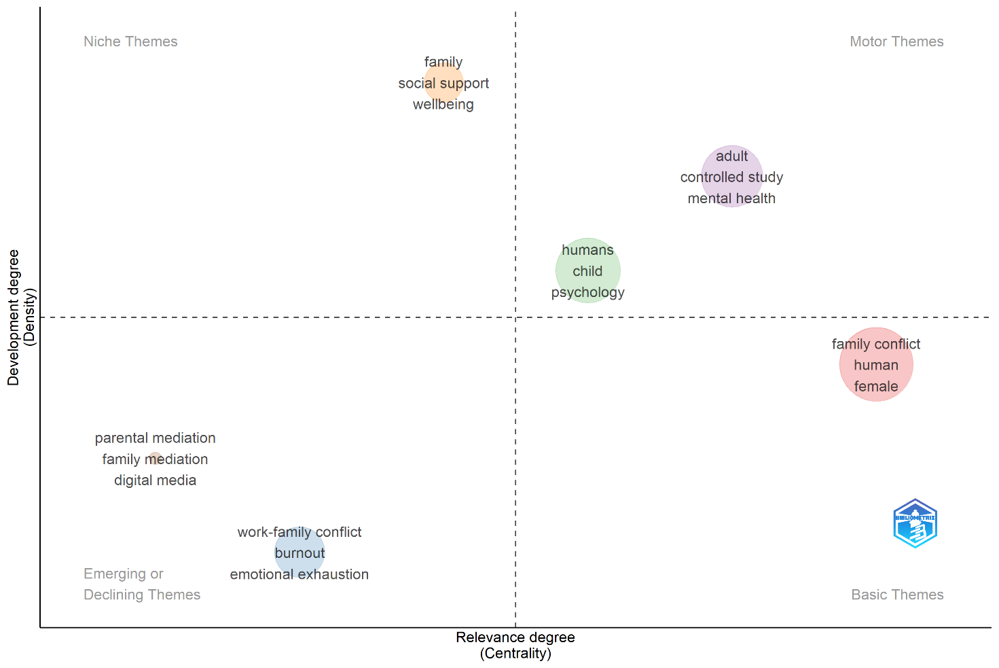 Niche Themes
Motor Themes
family
social support
wellbeing
adult
controlled study
mental health
humans
child
psychology
Development degree
(Density)
family conflict
human
female
parental mediation
family mediation
digital media
work-family conflict
burnout
emotional exhaustion
BIBLIOMETRIX
Emerging or
Declining Themes
Basic Themes
Relevance degree
(Centrality)